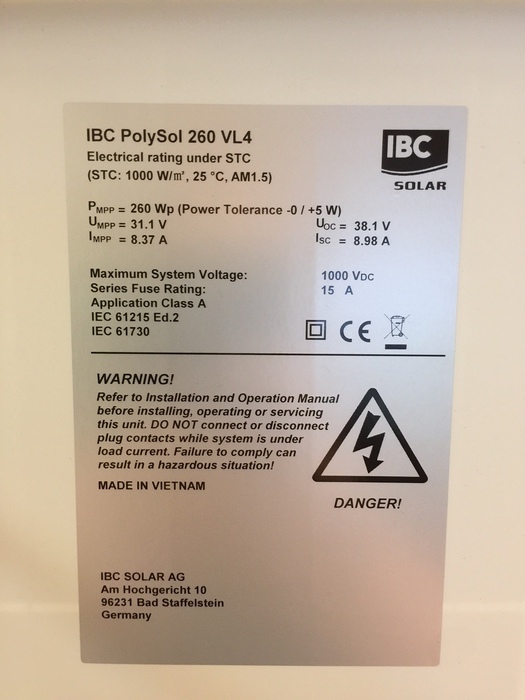 IBC PolySol 260 VL4
Electrical rating under STC
(STC: 1000 W/m², 25 °C, AM1.5)
IBC
SOLAR
PMPP = 260 Wp (Power Tolerance -0 / +5 W)
UMPP = 31.1 V UOC = 38.1 V
IMPP = 8.37 A ISC = 8.98 A
Maximum System Voltage: 1000 VDC
Series Fuse Rating: 15 A
Application Class A
IEC 61215 Ed.2
IEC 61730
CE
WARNING!
Refer to Installation and Operation Manual
before installing, operating or servicing
this unit. DO NOT connect or disconnect
plug contacts while system is under
load current. Failure to comply can
result in a hazardous situation!
MADE IN VIETNAM
DANGER!
IBC SOLAR AG
Am Hochgericht 10
96231 Bad Staffelstein
Germany